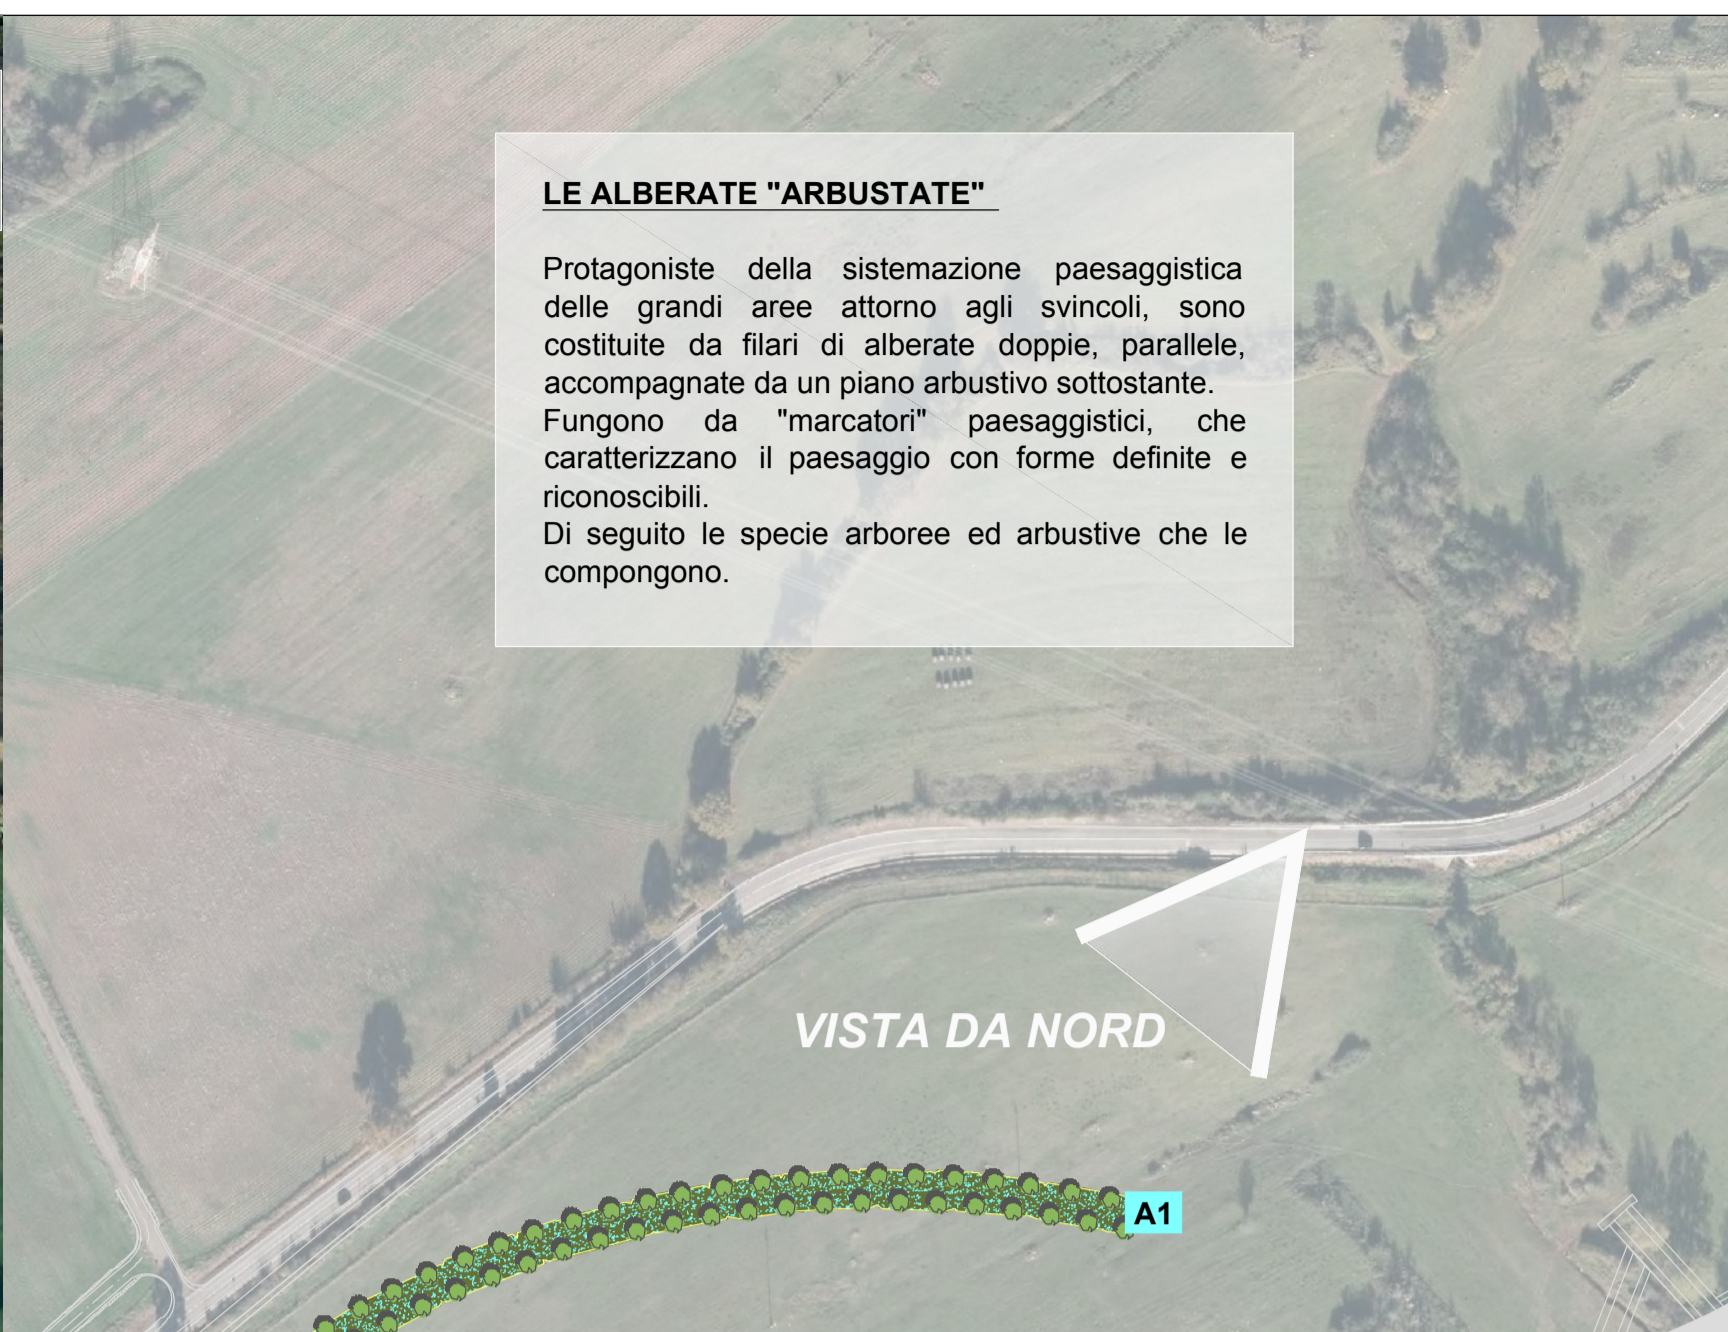 LE ALBERATE "ARBUSTATE"
Protagoniste della sistemazione paesaggistica
delle grandi aree attorno agli svincoli, sono
costituite da filari di alberate doppie, parallele,
accompagnate da un piano arbustivo sottostante.
Fungono da "marcatori" paesaggistici, che
caratterizzano il paesaggio con forme definite e
riconoscibili.
Di seguito le specie arboree ed arbustive che le
compongono.
VISTA DA NORD
A1